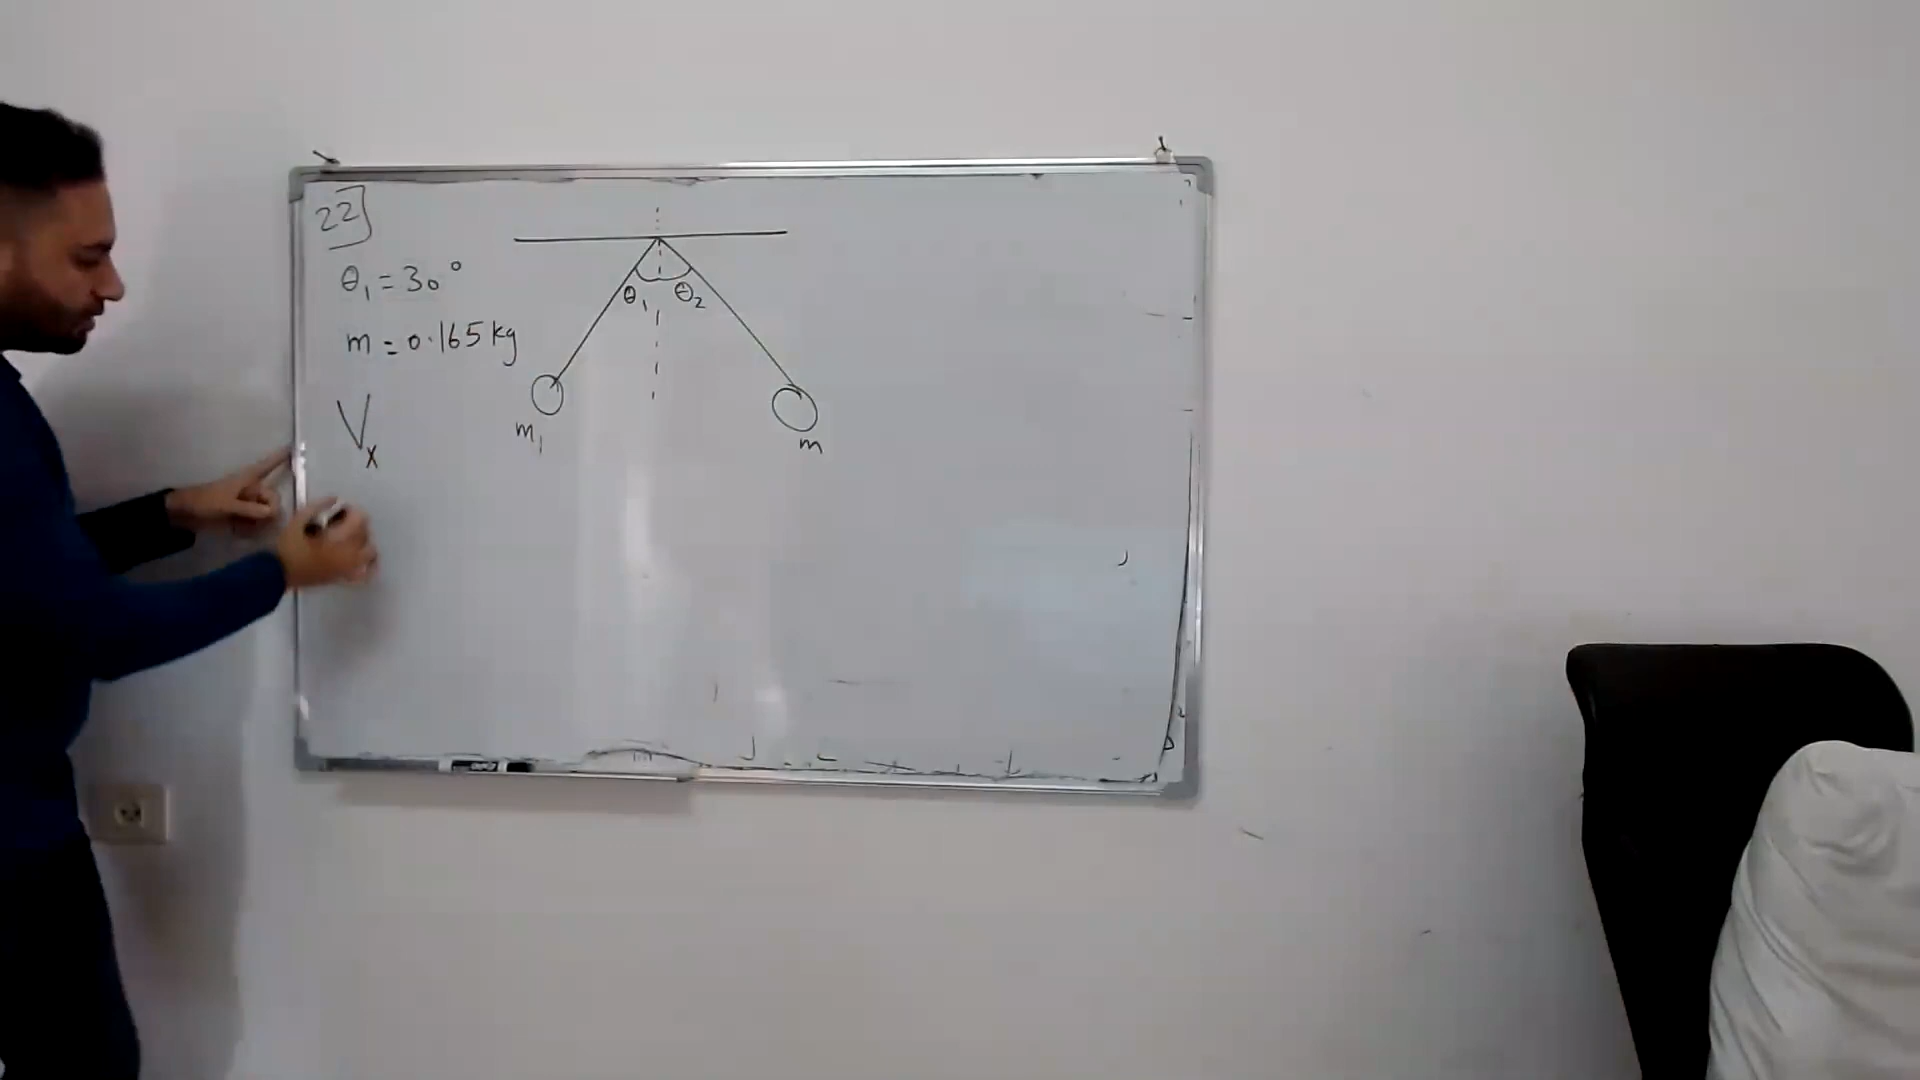 22
θ₁ = 30°
m = 0.165 kg
Vₓ
θ₁ θ₂
m₁
m